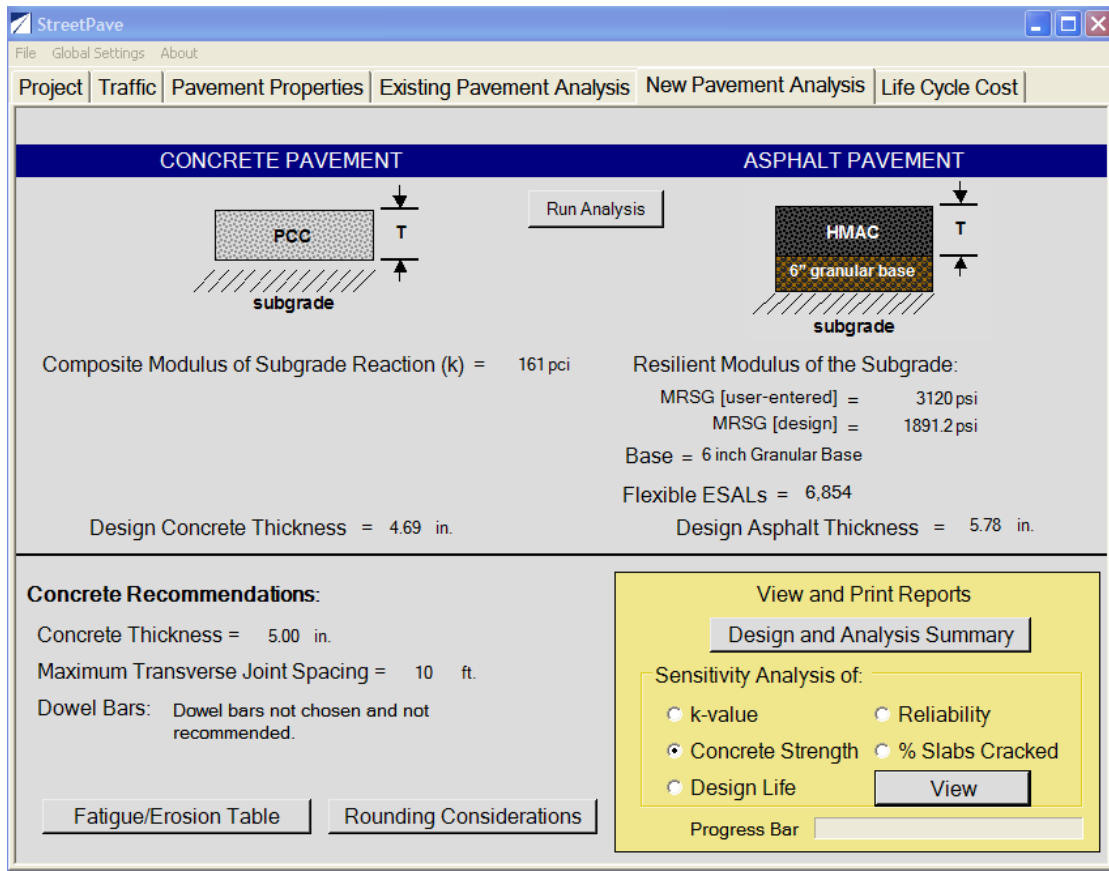 StreetPave
File Global Settings About
Project Traffic Pavement Properties Existing Pavement Analysis New Pavement Analysis Life Cycle Cost
CONCRETE PAVEMENT ASPHALT PAVEMENT
Run Analysis
PCC T
subgrade
HMAC T
6" granular base
subgrade
Composite Modulus of Subgrade Reaction (k) = 161 pci
Resilient Modulus of the Subgrade:
MRSG [user-entered] = 3120 psi
MRSG [design] = 1891.2 psi
Base = 6 inch Granular Base
Flexible ESALs = 6,854
Design Concrete Thickness = 4.69 in.
Design Asphalt Thickness = 5.78 in.
Concrete Recommendations:
Concrete Thickness = 5.00 in.
Maximum Transverse Joint Spacing = 10 ft.
Dowel Bars: Dowel bars not chosen and not
recommended.
Fatigue/Erosion Table Rounding Considerations
View and Print Reports
Design and Analysis Summary
Sensitivity Analysis of:
k-value Reliability
Concrete Strength % Slabs Cracked
Design Life View
Progress Bar